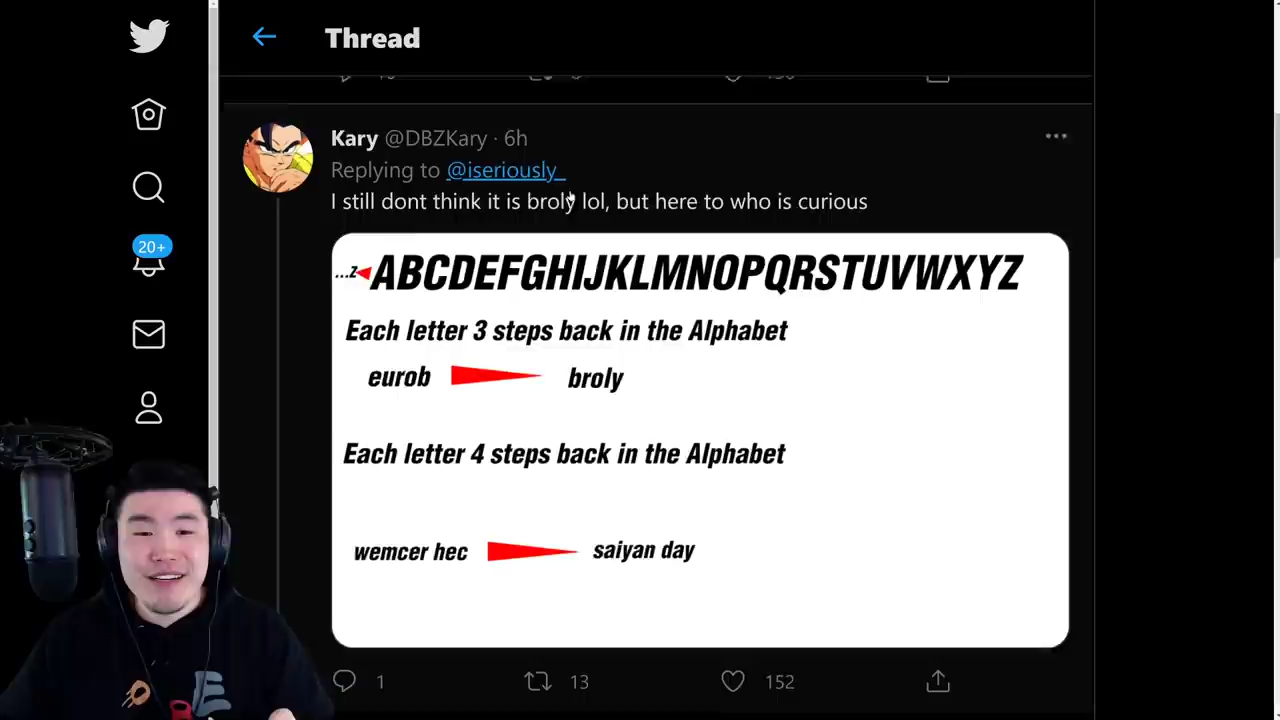 Thread
Kary @DBZKary · 6h
Replying to @iseriously_
I still dont think it is broly lol, but here to who is curious
20+
...Z ABCDEFGHIJKLMNOPQRSTUVWXYZ
Each letter 3 steps back in the Alphabet
eurob broly
Each letter 4 steps back in the Alphabet
wemcer hec saiyan day
1 13 152